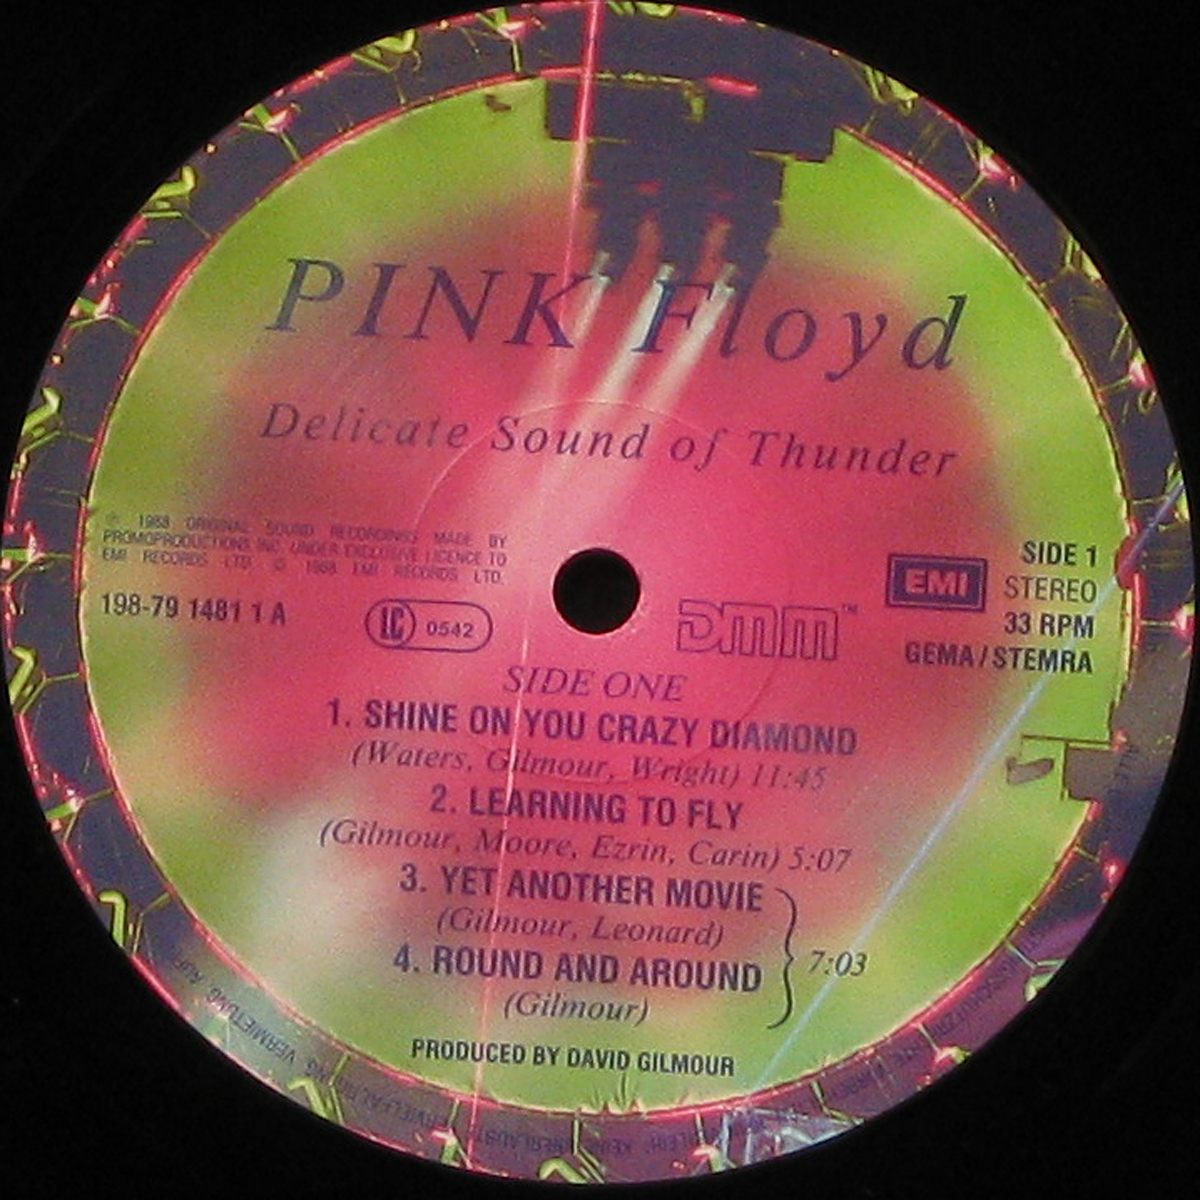 PINK Floyd
Delicate Sound of Thunder
℗ 1988 ORIGINAL SOUND RECORDINGS MADE BY
PROMOPRODUCTIONS INC. UNDER EXCLUSIVE LICENCE TO
EMI RECORDS LTD. © 1988 EMI RECORDS LTD.
198-79 1481 1 A
LC 0542
DMM™
EMI
SIDE 1
STEREO
33 RPM
GEMA/STEMRA
SIDE ONE
1. SHINE ON YOU CRAZY DIAMOND
(Waters, Gilmour, Wright) 11:45
2. LEARNING TO FLY
(Gilmour, Moore, Ezrin, Carin) 5:07
3. YET ANOTHER MOVIE
(Gilmour, Leonard)
4. ROUND AND AROUND
(Gilmour)
7:03
PRODUCED BY DAVID GILMOUR
VERMIETUNG